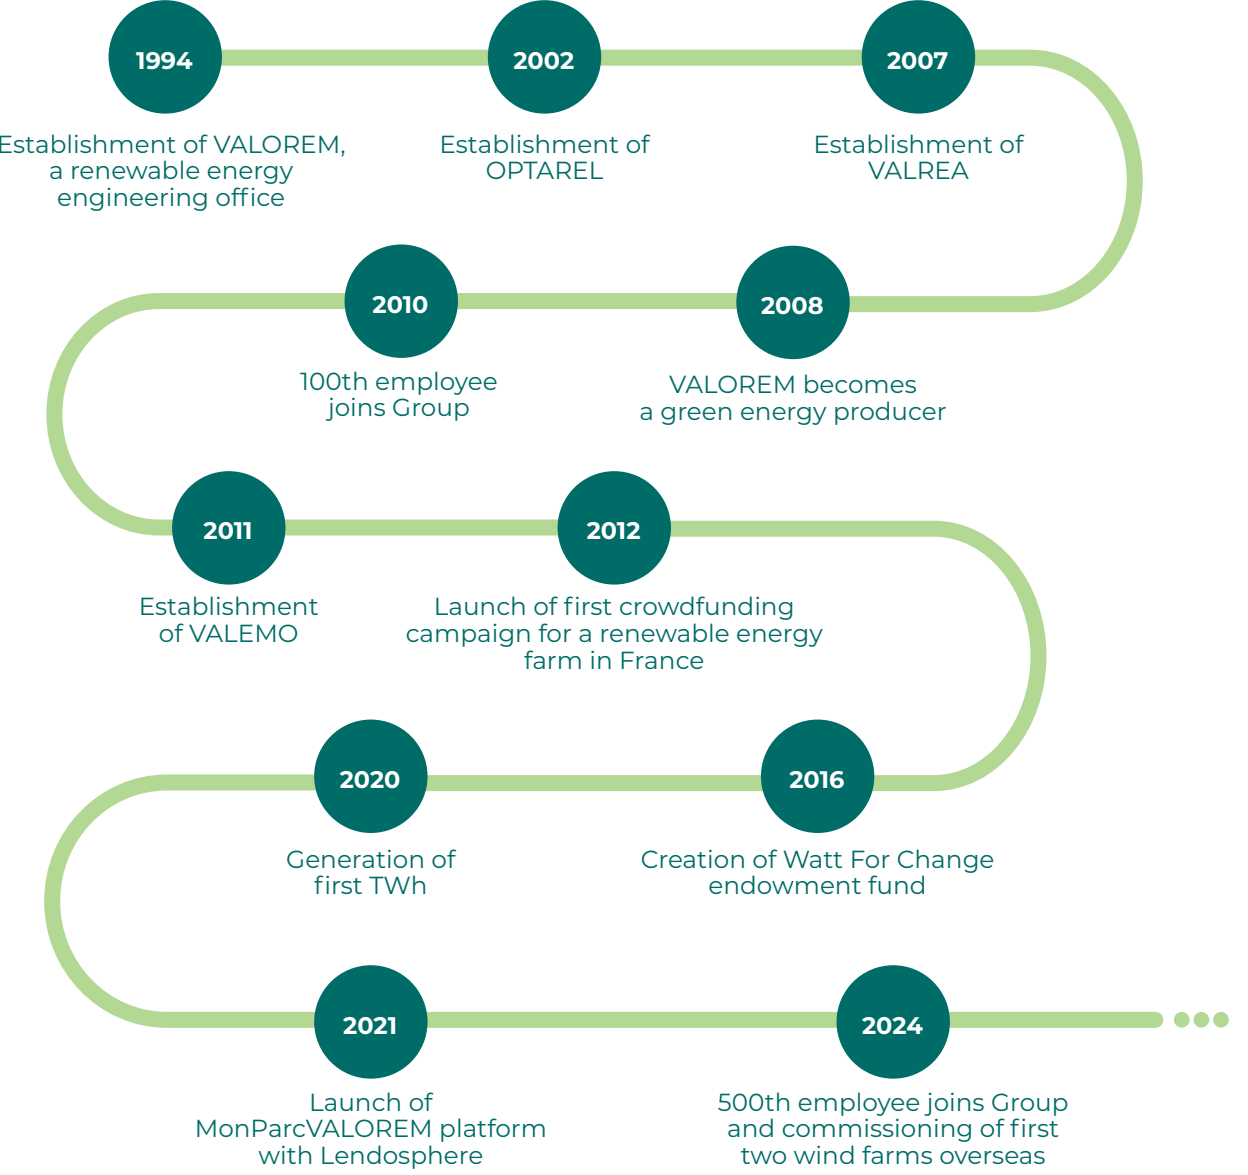 1994
Establishment of VALOREM,
a renewable energy
engineering office
2002
Establishment of
OPTAREL
2007
Establishment of
VALREA
2008
VALOREM becomes
a green energy producer
2010
100th employee
joins Group
2011
Establishment
of VALEMO
2012
Launch of first crowdfunding
campaign for a renewable energy
farm in France
2016
Creation of Watt For Change
endowment fund
2020
Generation of
first TWh
2021
Launch of
MonParcVALOREM platform
with Lendosphere
2024
500th employee joins Group
and commissioning of first
two wind farms overseas